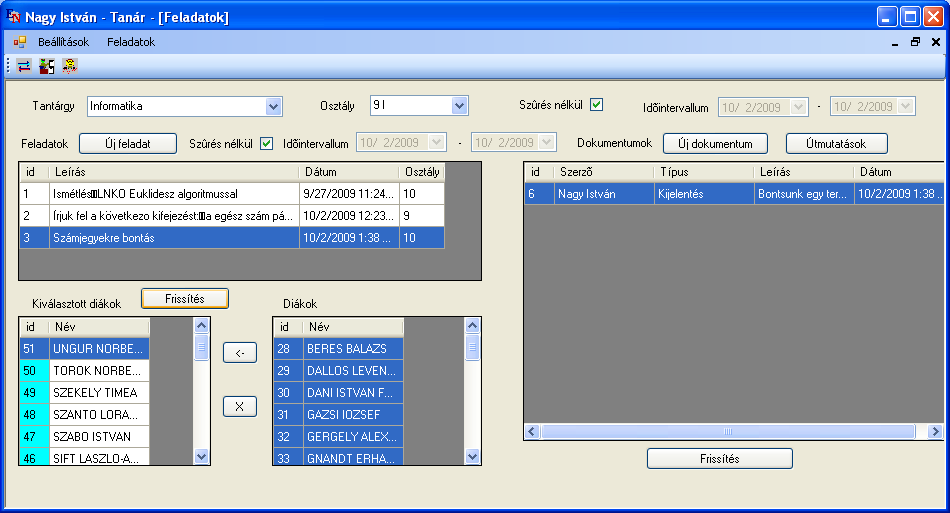 Nagy István - Tanár - [Feladatok]
Beállítások Feladatok
Tantárgy Informatika Osztály 9 I Szûrés nélkül Idõintervallum 10/ 2/2009 - 10/ 2/2009
Feladatok Új feladat Szûrés nélkül Idõintervallum 10/ 2/2009 - 10/ 2/2009 Dokumentumok Új dokumentum Útmutatások
id Leírás Dátum Osztály
1 Ismétlés LNKO Euklidesz algoritmussal 9/27/2009 11:24... 10
2 Írjuk fel a következo kifejezést: a egész szám pá... 10/2/2009 12:23... 9
3 Számjegyekre bontás 10/2/2009 1:38 ... 10
id Szerzõ Típus Leírás Dátum
6 Nagy István Kijelentés Bontsunk egy ter... 10/2/2009 1:38 ...
Kiválasztott diákok Frissítés Diákok
id Név
51 UNGUR NORBE...
50 TOROK NORBE...
49 SZEKELY TIMEA
48 SZANTO LORA...
47 SZABO ISTVAN
46 SIFT LASZLO-A...
<-
X
id Név
28 BERES BALAZS
29 DALLOS LEVEN...
30 DANI ISTVAN F...
31 GAZSI IOZSEF
32 GERGELY ALEX...
33 GNANDT ERHA...
Frissítés